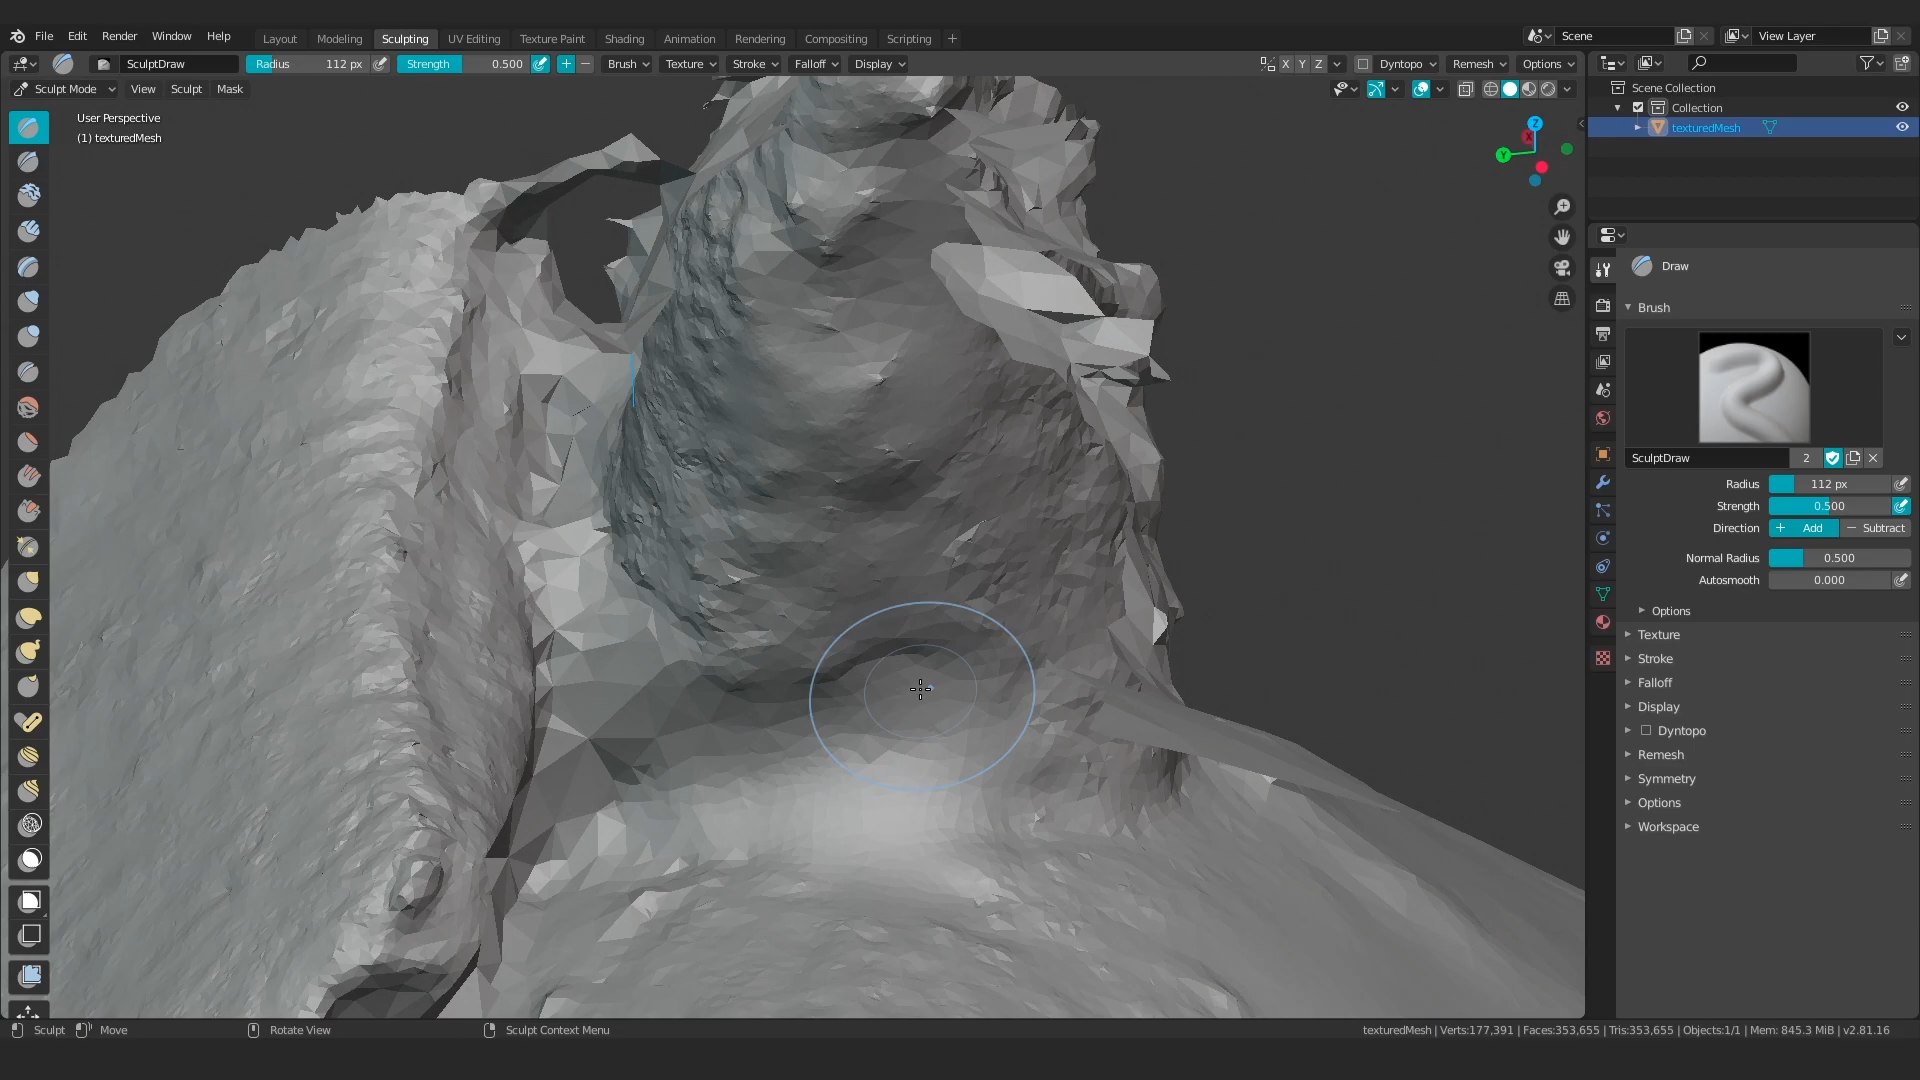 File Edit Render Window Help Layout Modeling Sculpting UV Editing Texture Paint Shading Animation Rendering Compositing Scripting + Scene View Layer
SculptDraw Radius 112 px Strength 0.500 + − Brush Texture Stroke Falloff Display X Y Z Dyntopo Remesh Options
Sculpt Mode View Sculpt Mask
User Perspective
(1) texturedMesh
Z
X
Y
Scene Collection
Collection
texturedMesh
Draw
Brush
SculptDraw 2
Radius 112 px
Strength 0.500
Direction + Add − Subtract
Normal Radius 0.500
Autosmooth 0.000
Options
Texture
Stroke
Falloff
Display
Dyntopo
Remesh
Symmetry
Options
Workspace
Sculpt Move Rotate View Sculpt Context Menu texturedMesh | Verts:177,391 | Faces:353,655 | Tris:353,655 | Objects:1/1 | Mem: 845.3 MiB | v2.81.16